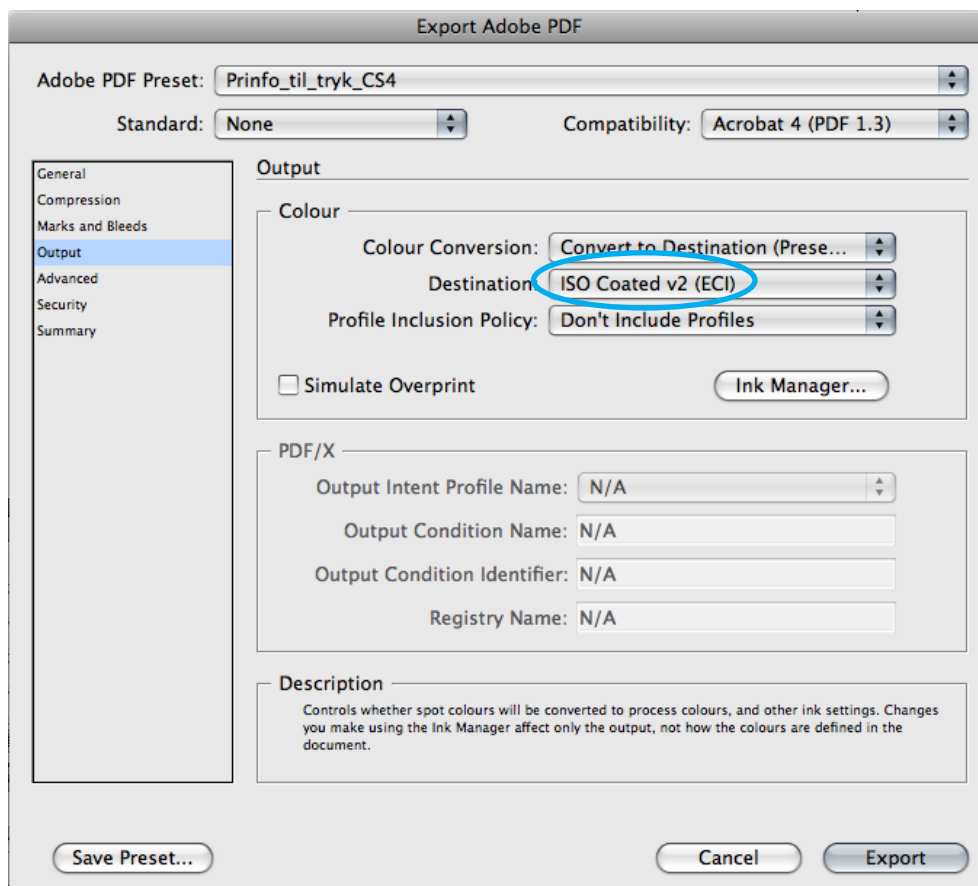 Export Adobe PDF
Adobe PDF Preset: Prinfo_til_tryk_CS4
Standard: None Compatibility: Acrobat 4 (PDF 1.3)
General
Compression
Marks and Bleeds
Output
Advanced
Security
Summary
Output
Colour
Colour Conversion: Convert to Destination (Prese...
Destination: ISO Coated v2 (ECI)
Profile Inclusion Policy: Don't Include Profiles
Simulate Overprint Ink Manager...
PDF/X
Output Intent Profile Name: N/A
Output Condition Name: N/A
Output Condition Identifier: N/A
Registry Name: N/A
Description
Controls whether spot colours will be converted to process colours, and other ink settings. Changes
you make using the Ink Manager affect only the output, not how the colours are defined in the
document.
Save Preset... Cancel Export